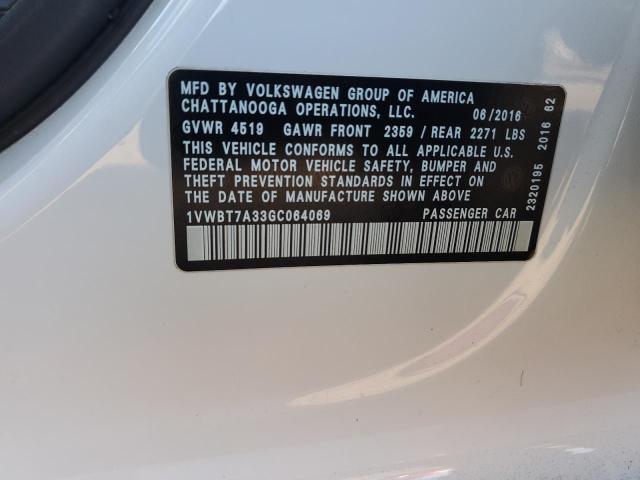 MFD BY VOLKSWAGEN GROUP OF AMERICA
CHATTANOOGA OPERATIONS, LLC. 06/2016
GVWR 4519 GAWR FRONT 2359 / REAR 2271 LBS
THIS VEHICLE CONFORMS TO ALL APPLICABLE U.S.
FEDERAL MOTOR VEHICLE SAFETY, BUMPER AND
THEFT PREVENTION STANDARDS IN EFFECT ON
THE DATE OF MANUFACTURE SHOWN ABOVE
1VWBT7A33GC064069 PASSENGER CAR
2320195 2016 62